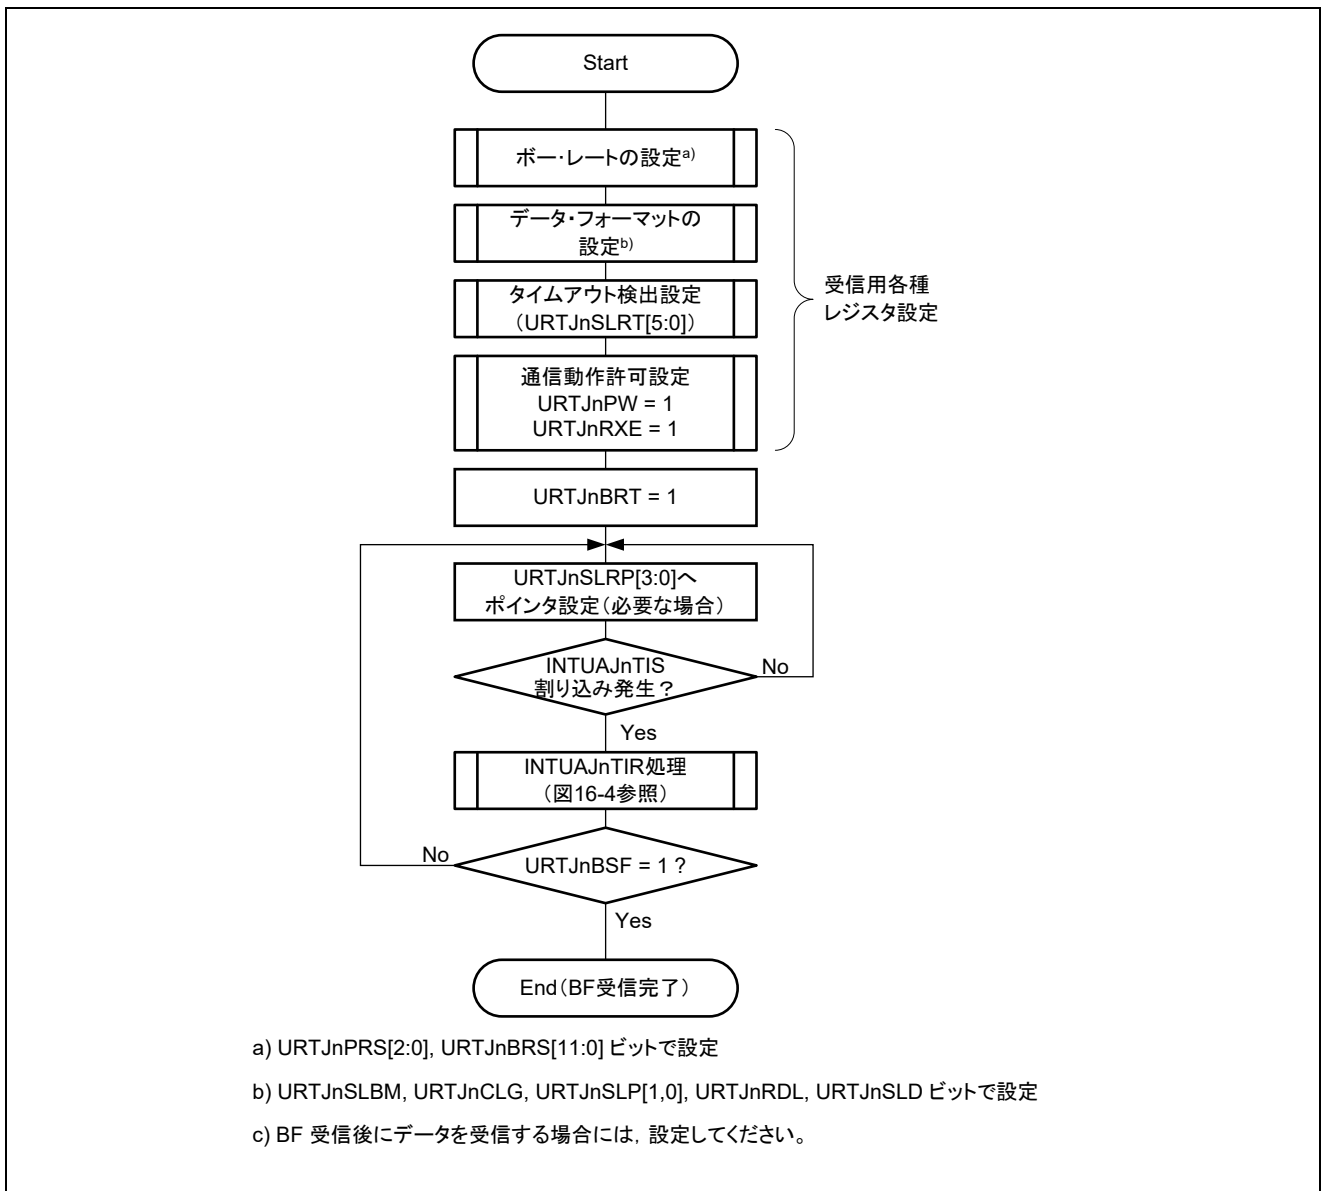 Start
ボー・レートの設定a)
データ・フォーマットの
設定b)
タイムアウト検出設定
（URTJnSLRT[5:0]）
通信動作許可設定
URTJnPW = 1
URTJnRXE = 1
受信用各種
レジスタ設定
URTJnBRT = 1
URTJnSLRP[3:0]へ
ポインタ設定（必要な場合）
INTUAJnTIS
割り込み発生？
No
Yes
INTUAJnTIR処理
（図16-4参照）
No
URTJnBSF = 1 ?
Yes
End（BF受信完了）
a) URTJnPRS[2:0], URTJnBRS[11:0] ビットで設定
b) URTJnSLBM, URTJnCLG, URTJnSLP[1,0], URTJnRDL, URTJnSLD ビットで設定
c) BF 受信後にデータを受信する場合には，設定してください。